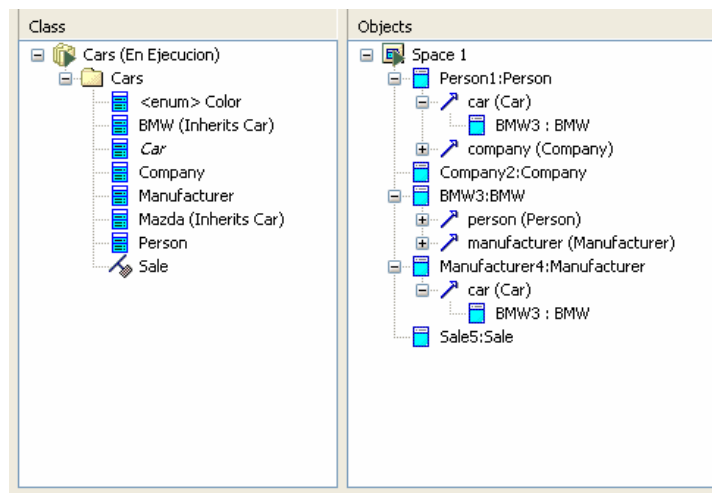 Class
Cars (En Ejecucion)
Cars
<enum> Color
BMW (Inherits Car)
Car
Company
Manufacturer
Mazda (Inherits Car)
Person
Sale
Objects
Space 1
Person1:Person
car (Car)
BMW3 : BMW
company (Company)
Company2:Company
BMW3:BMW
person (Person)
manufacturer (Manufacturer)
Manufacturer4:Manufacturer
car (Car)
BMW3 : BMW
Sale5:Sale